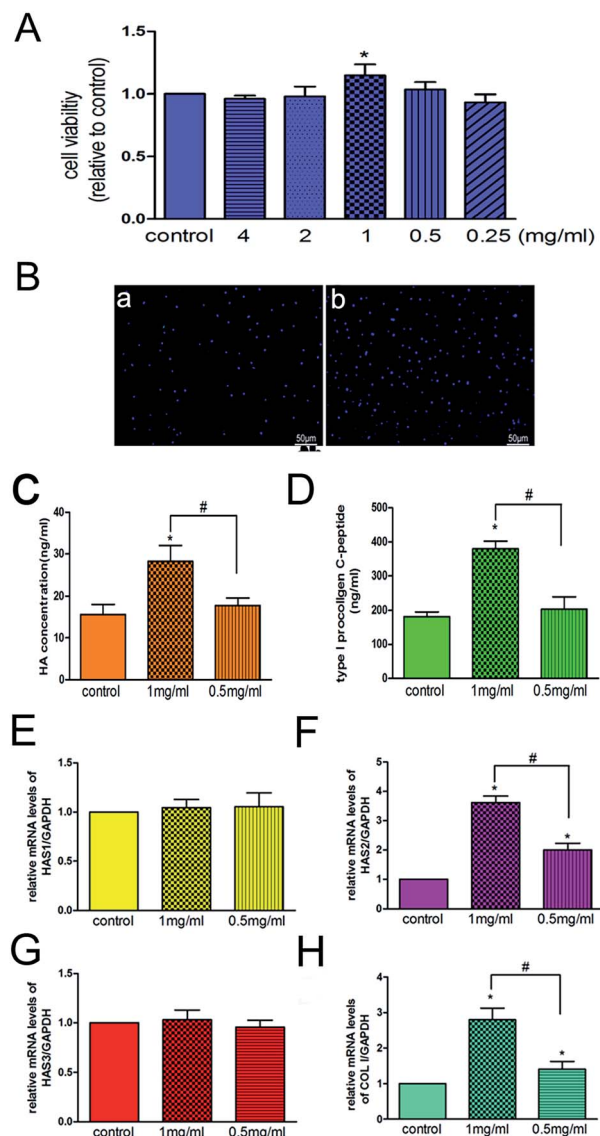 A
cell viabiltiy
(relative to control)
1.5
1.0
0.5
0.0
*
control 4 2 1 0.5 0.25 (mg/ml)
B
a
50μm
b
50μm
C
HA concentration(ng/ml)
40
30
20
10
0
*
#
control 1mg/ml 0.5mg/ml
D
type I procollgen C-peptide
(ng/ml)
500
400
300
200
100
0
*
#
control 1mg/ml 0.5mg/ml
E
relative mRNA levels of
HAS1/GAPDH
1.5
1.0
0.5
0.0
control 1mg/ml 0.5mg/ml
F
relative mRNA levels of
HAS2/GAPDH
5
4
3
2
1
0
*
#
*
control 1mg/ml 0.5mg/ml
G
relative mRNA levels of
HAS3/GAPDH
1.5
1.0
0.5
0.0
control 1mg/ml 0.5mg/ml
H
relative mRNA levels
of COL I/GAPDH
4
3
2
1
0
*
#
*
control 1mg/ml 0.5mg/ml